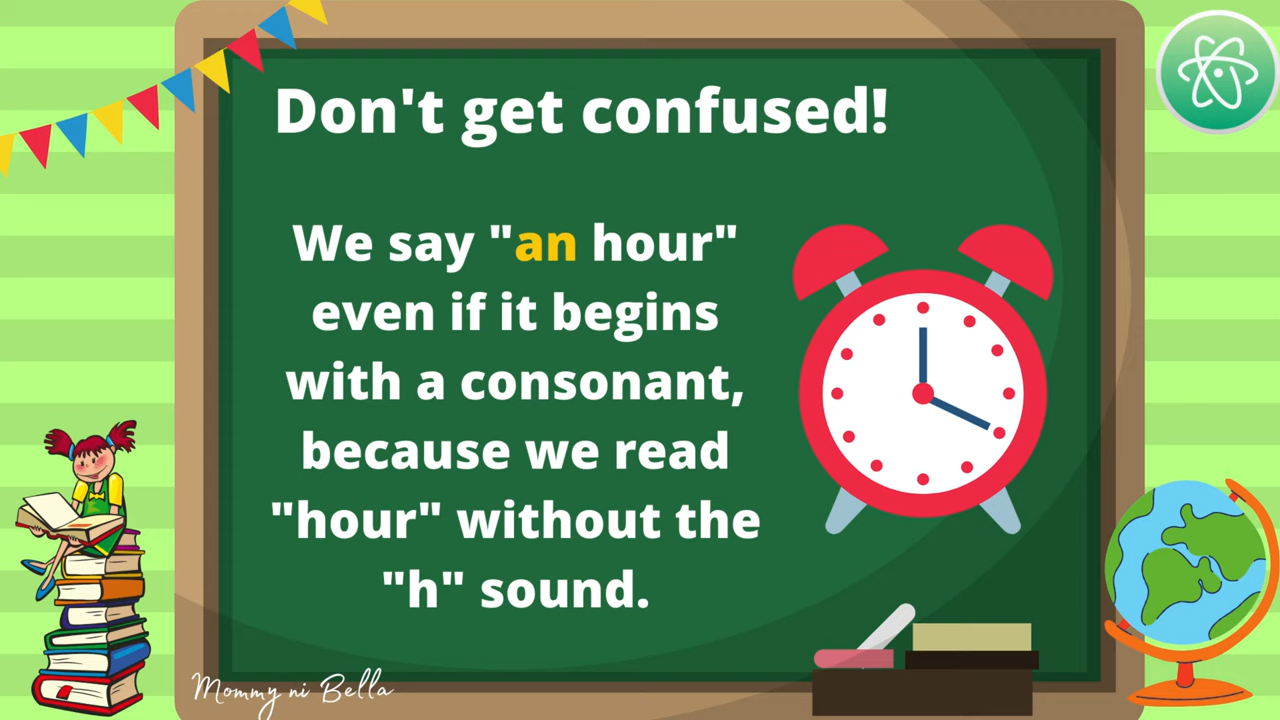 Don't get confused!
We say "an hour"
even if it begins
with a consonant,
because we read
"hour" without the
"h" sound.
Mommy ni Bella